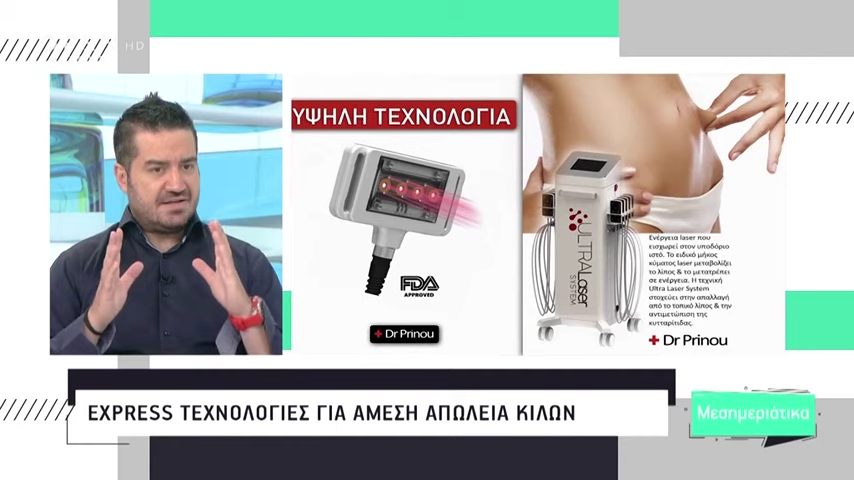 HD
ΥΨΗΛΗ ΤΕΧΝΟΛΟΓΙΑ
FDA
APPROVED
Dr Prinou
ULTRALaser
SYSTEM
Ενέργεια laser που
εισχωρεί στον υποδόριο
ιστό. Το ειδικό μήκος
κύματος laser μεταβολίζει
το λίπος & το μετατρέπει
σε ενέργεια. Η τεχνική
Ultra Laser System
στοχεύει στην απαλλαγή
από το τοπικό λίπος & την
αντιμετώπιση της
κυτταρίτιδας.
Dr Prinou
EXPRESS ΤΕΧΝΟΛΟΓΙΕΣ ΓΙΑ ΑΜΕΣΗ ΑΠΩΛΕΙΑ ΚΙΛΩΝ
Μεσημεριάτικα